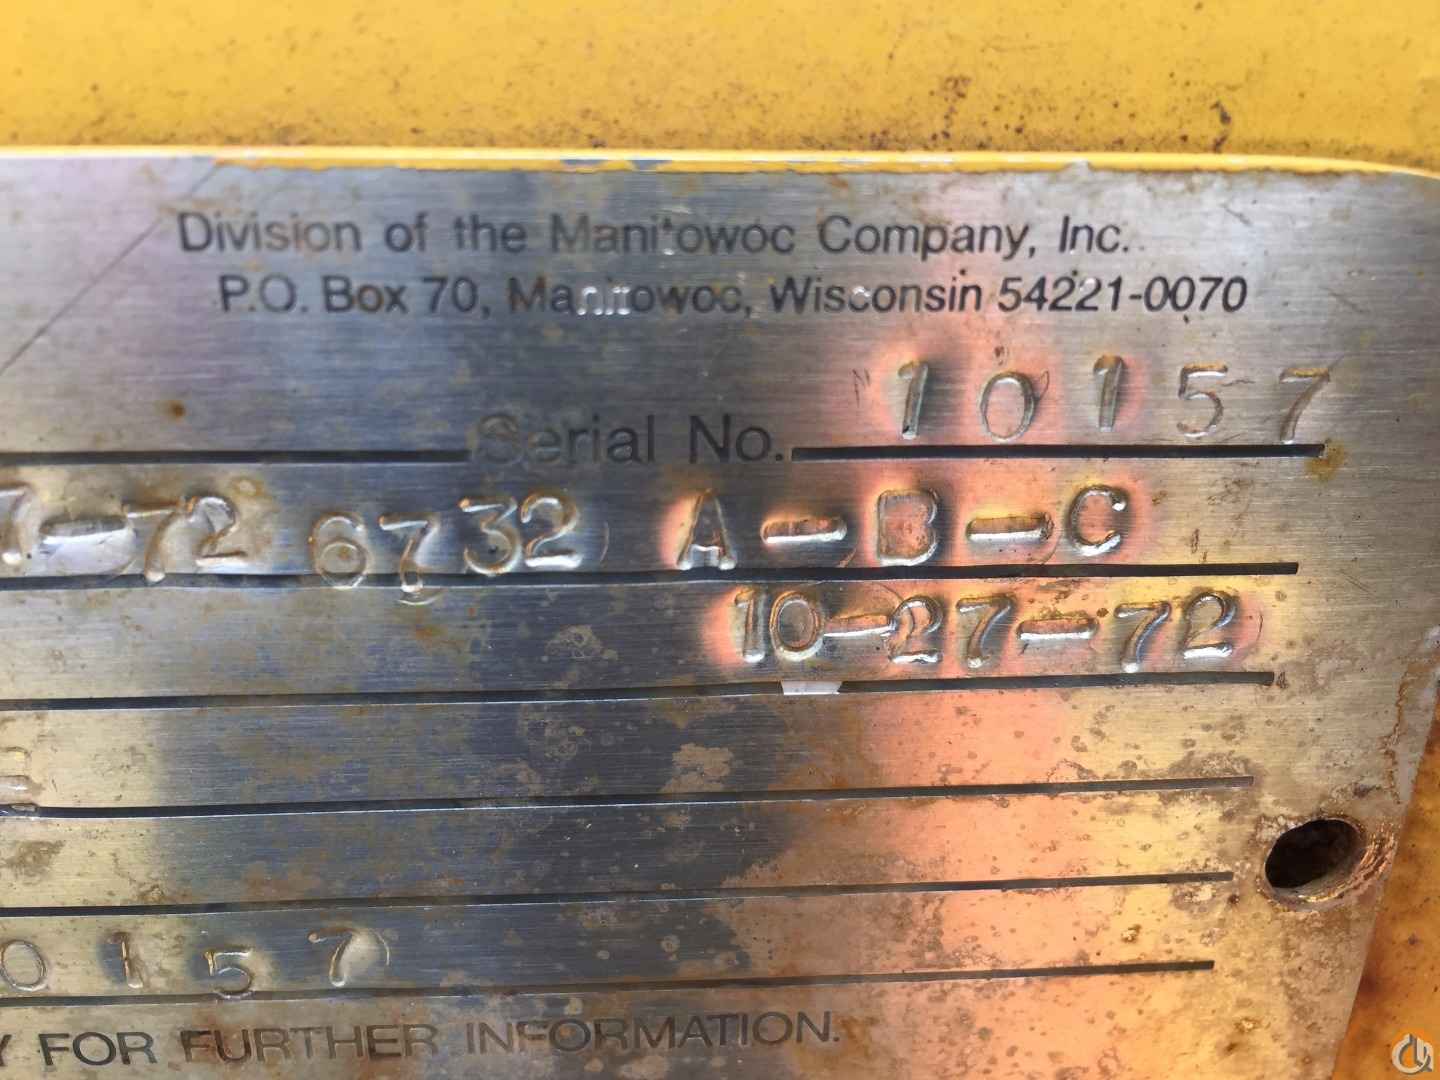 Division of the Manitowoc Company, Inc.
P.O. Box 70, Manitowoc, Wisconsin 54221-0070
Serial No. 10157
7-72 6732 A-B-C
10-27-72
0157
FOR FURTHER INFORMATION.